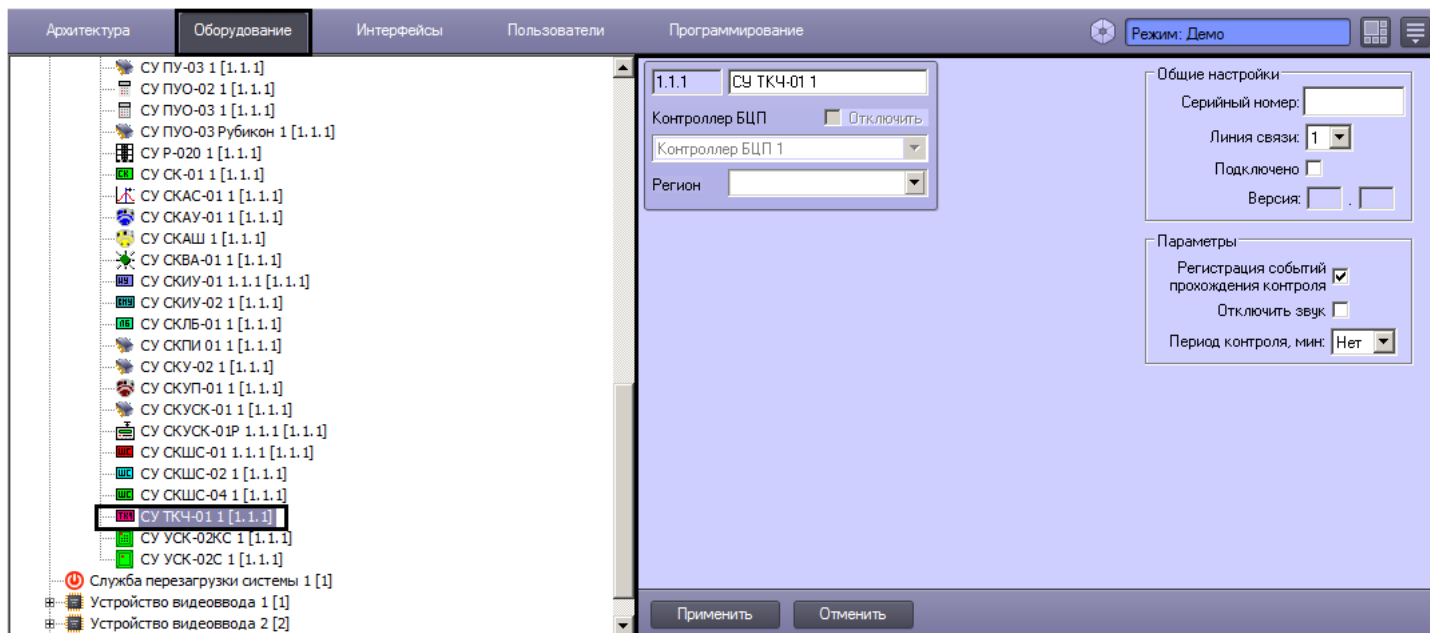 Архитектура Оборудование Интерфейсы Пользователи Программирование Режим: Демо
СУ ПУ-03 1 [1.1.1]
СУ ПУО-02 1 [1.1.1]
СУ ПУО-03 1 [1.1.1]
СУ ПУО-03 Рубикон 1 [1.1.1]
СУ Р-020 1 [1.1.1]
СК СУ СК-01 1 [1.1.1]
СУ СКАС-01 1 [1.1.1]
СУ СКАУ-01 1 [1.1.1]
СУ СКАШ 1 [1.1.1]
СУ СКВА-01 1 [1.1.1]
ИУ СУ СКИУ-01 1.1.1 [1.1.1]
СУ СКИУ-02 1 [1.1.1]
ЛБ СУ СКЛБ-01 1 [1.1.1]
СУ СКПИ 01 1 [1.1.1]
СУ СКУ-02 1 [1.1.1]
СУ СКУП-01 1 [1.1.1]
СУ СКУСК-01 1 [1.1.1]
СУ СКУСК-01Р 1.1.1 [1.1.1]
ШС СУ СКШС-01 1.1.1 [1.1.1]
ШС СУ СКШС-02 1 [1.1.1]
ШС СУ СКШС-04 1 [1.1.1]
ТКЧ СУ ТКЧ-01 1 [1.1.1]
СУ УСК-02КС 1 [1.1.1]
СУ УСК-02С 1 [1.1.1]
Служба перезагрузки системы 1 [1]
Устройство видеоввода 1 [1]
Устройство видеоввода 2 [2]
1.1.1 СУ ТКЧ-01 1
Контроллер БЦП Отключить
Контроллер БЦП 1
Регион
Общие настройки
Серийный номер:
Линия связи: 1
Подключено
Версия: .
Параметры
Регистрация событий
прохождения контроля
Отключить звук
Период контроля, мин: Нет
Применить Отменить